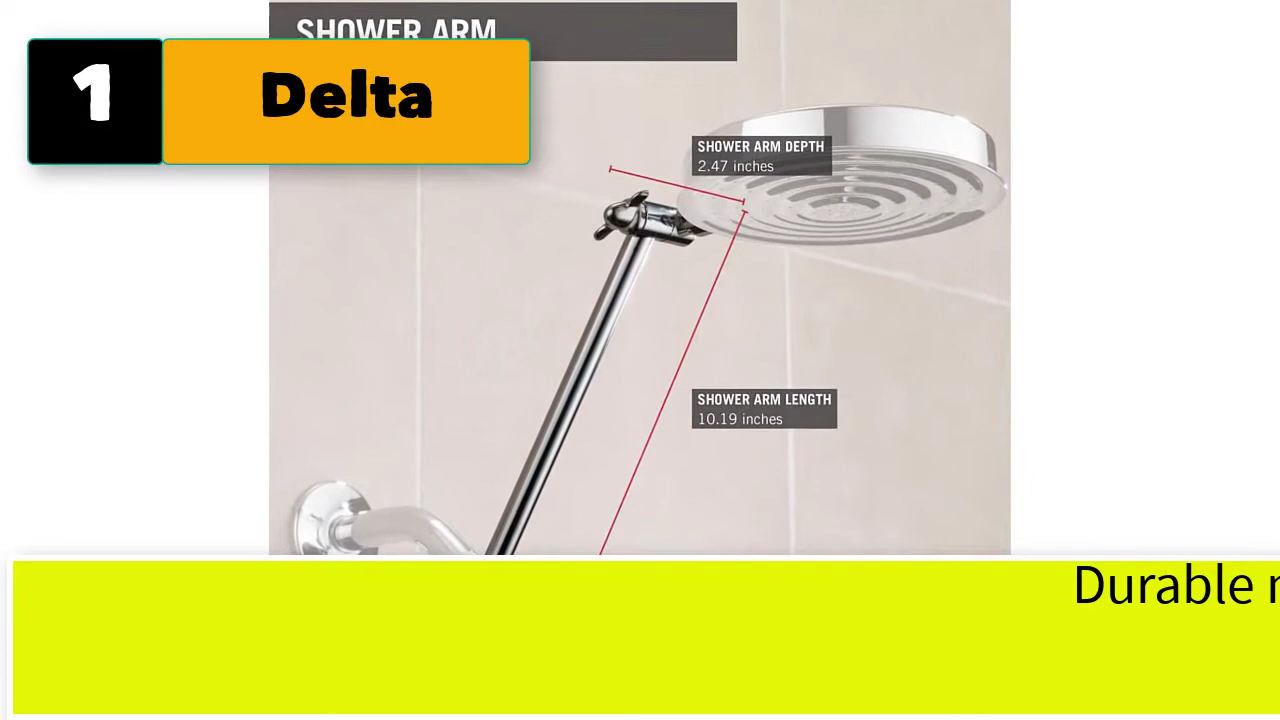 SHOWER ARM
1
Delta
SHOWER ARM DEPTH
2.47 inches
SHOWER ARM LENGTH
10.19 inches
Durable